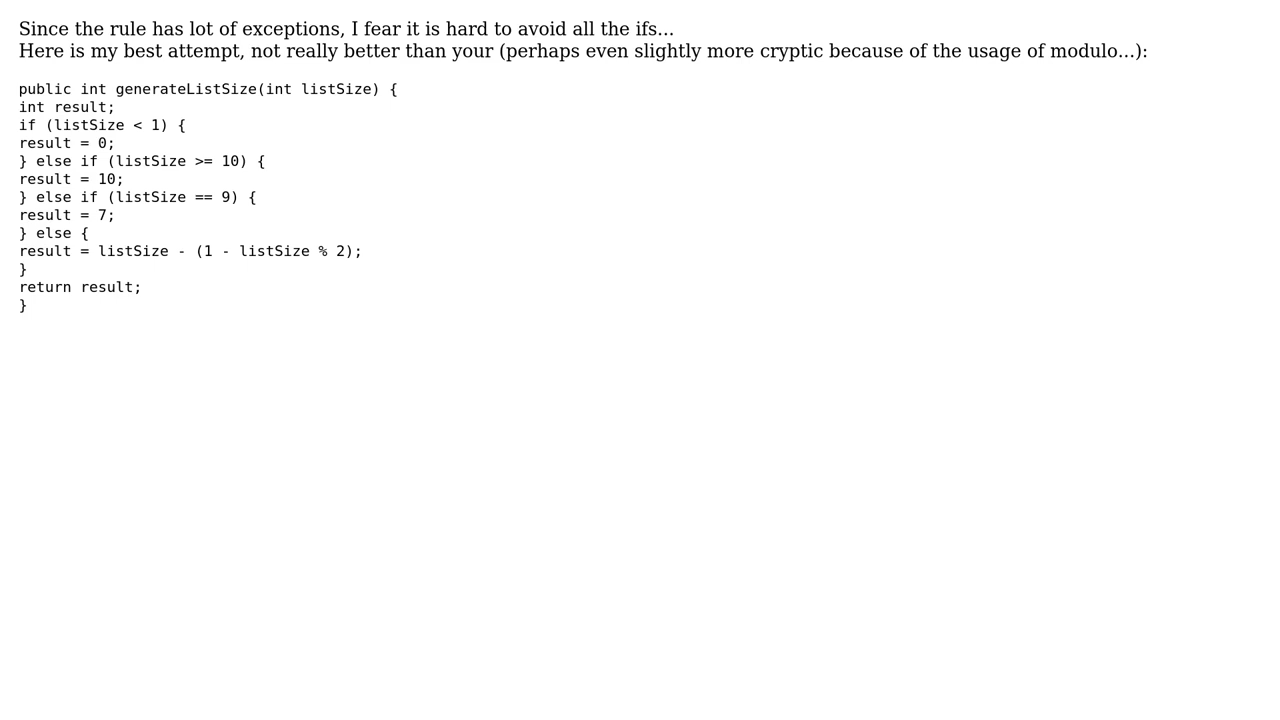 Since the rule has lot of exceptions, I fear it is hard to avoid all the ifs...
Here is my best attempt, not really better than your (perhaps even slightly more cryptic because of the usage of modulo...):
public int generateListSize(int listSize) {
int result;
if (listSize < 1) {
result = 0;
} else if (listSize >= 10) {
result = 10;
} else if (listSize == 9) {
result = 7;
} else {
result = listSize - (1 - listSize % 2);
}
return result;
}